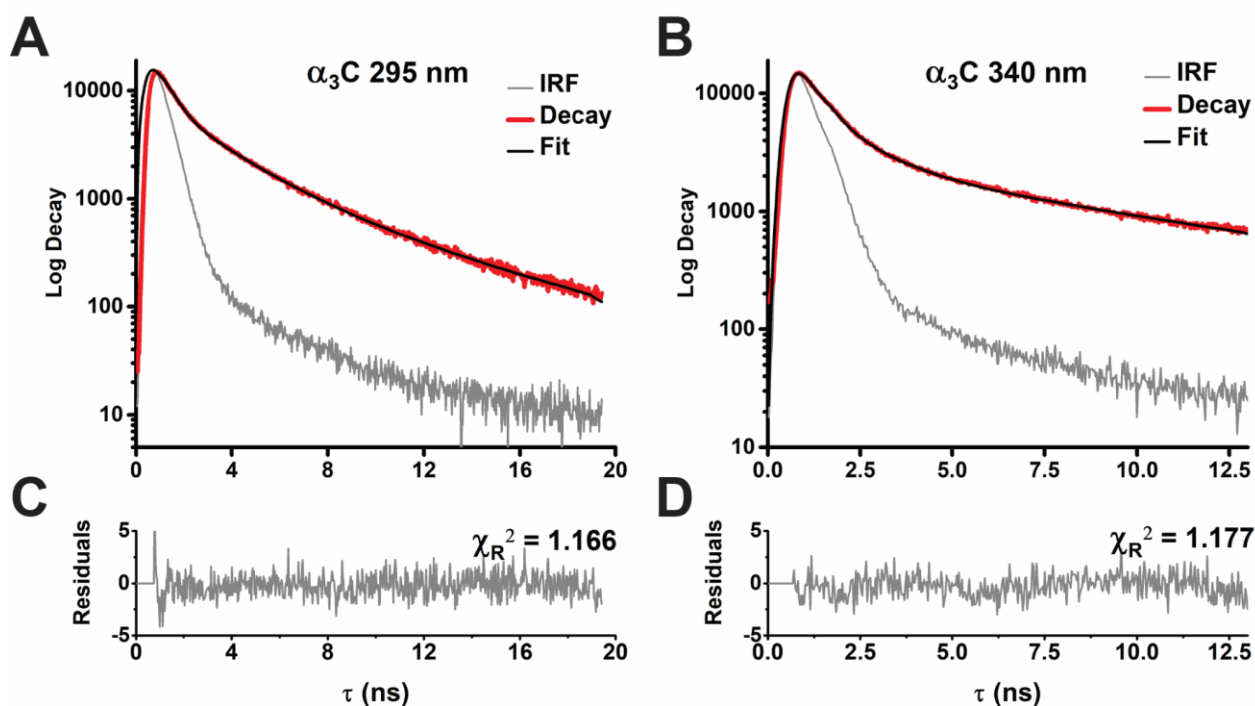 A
α₃C 295 nm
IRF
Decay
Fit
Log Decay
10000
1000
100
10
0 4 8 12 16 20
B
α₃C 340 nm
IRF
Decay
Fit
Log Decay
10000
1000
100
10
0.0 2.5 5.0 7.5 10.0 12.5
C
χR² = 1.166
Residuals
5
0
-5
0 4 8 12 16 20
τ (ns)
D
χR² = 1.177
Residuals
5
0
-5
0.0 2.5 5.0 7.5 10.0 12.5
τ (ns)